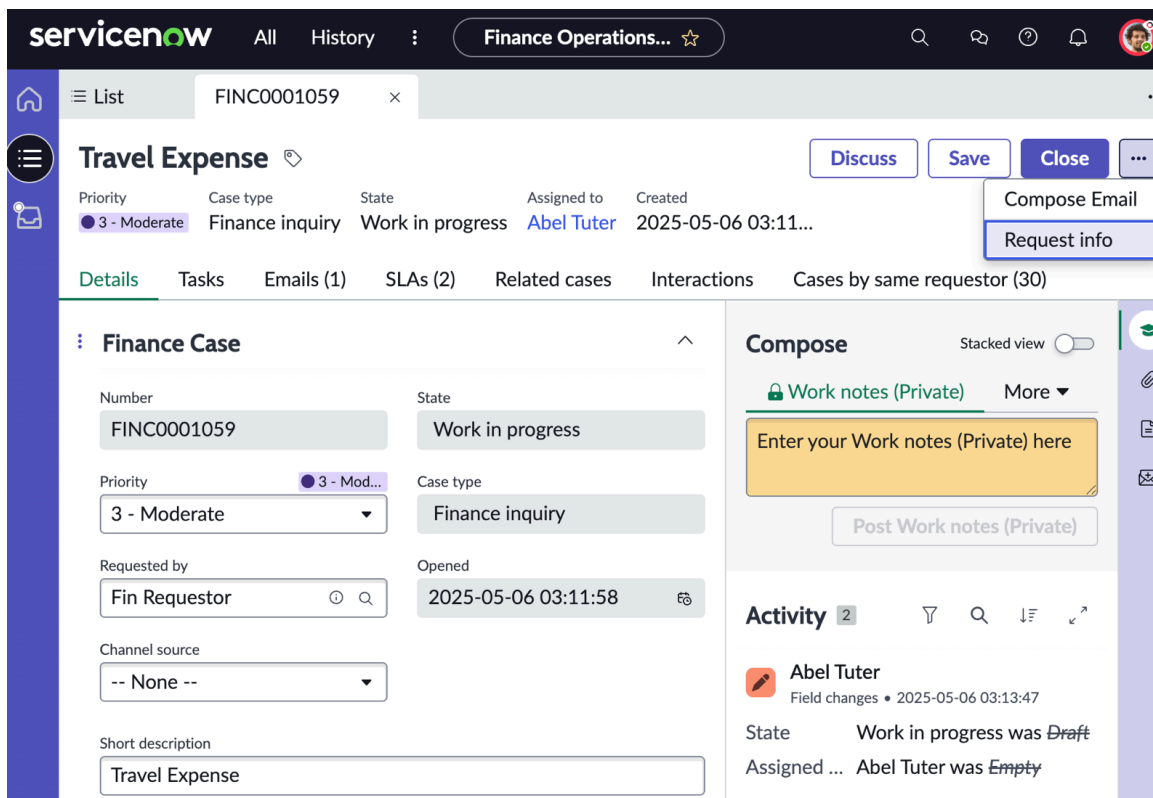 servicenow All History Finance Operations...
List FINC0001059
Travel Expense Discuss Save Close
Compose Email
Request info
Priority Case type State Assigned to Created
3 - Moderate Finance inquiry Work in progress Abel Tuter 2025-05-06 03:11...
Details Tasks Emails (1) SLAs (2) Related cases Interactions Cases by same requestor (30)
Finance Case
Number State
FINC0001059 Work in progress
Priority 3 - Mod... Case type
3 - Moderate Finance inquiry
Requested by Opened
Fin Requestor 2025-05-06 03:11:58
Channel source
-- None --
Short description
Travel Expense
Compose Stacked view
Work notes (Private) More
Enter your Work notes (Private) here
Post Work notes (Private)
Activity 2
Abel Tuter
Field changes • 2025-05-06 03:13:47
State Work in progress was Draft
Assigned ... Abel Tuter was Empty